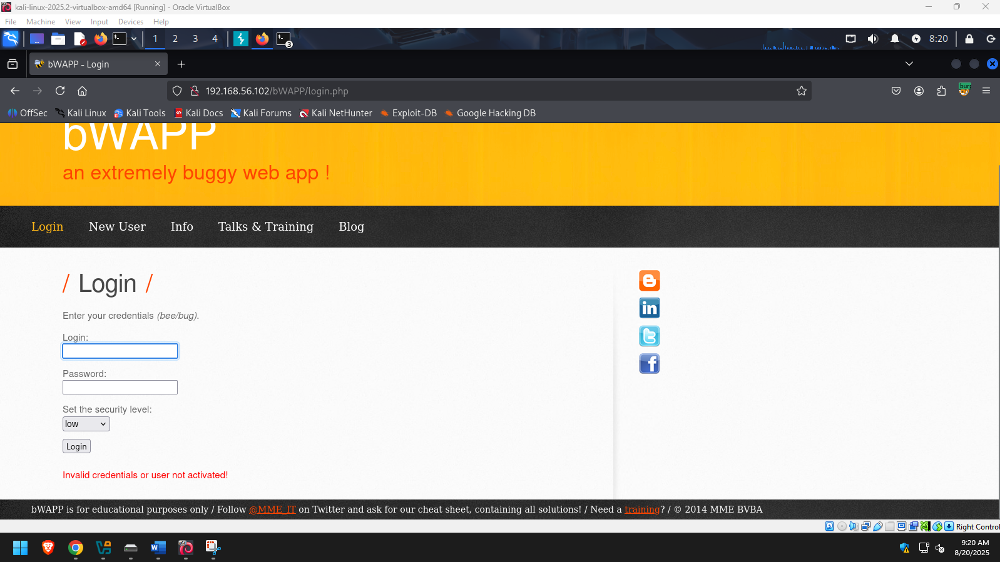 kali-linux-2025.2-virtualbox-amd64 [Running] - Oracle VirtualBox
File Machine View Input Devices Help
1 2 3 4 3 8:20
bWAPP - Login
192.168.56.102/bWAPP/login.php
OffSec Kali Linux Kali Tools Kali Docs Kali Forums Kali NetHunter Exploit-DB Google Hacking DB
bWAPP
an extremely buggy web app !
Login New User Info Talks & Training Blog
/ Login /
Enter your credentials (bee/bug).
Login:
Password:
Set the security level:
low
Login
Invalid credentials or user not activated!
bWAPP is for educational purposes only / Follow @MME_IT on Twitter and ask for our cheat sheet, containing all solutions! / Need a training? / © 2014 MME BVBA
Right Control
9:20 AM
8/20/2025